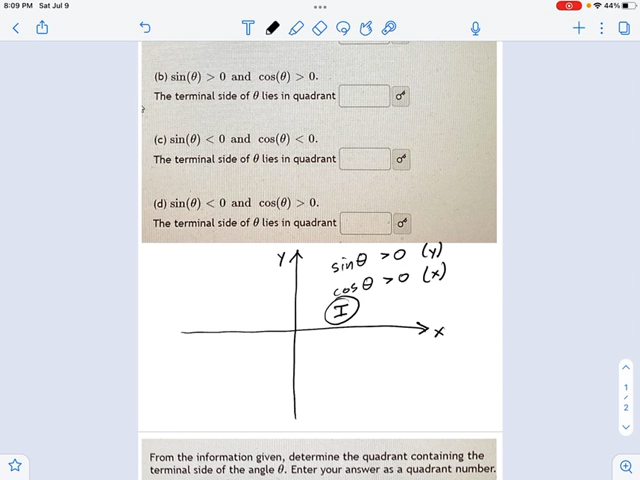 8:09 PM Sat Jul 9
44%
(b) sin(θ) > 0 and cos(θ) > 0.
The terminal side of θ lies in quadrant
(c) sin(θ) < 0 and cos(θ) < 0.
The terminal side of θ lies in quadrant
(d) sin(θ) < 0 and cos(θ) > 0.
The terminal side of θ lies in quadrant
y
sinθ >0 (y)
cosθ >0 (x)
I
x
1
/
2
From the information given, determine the quadrant containing the
terminal side of the angle θ. Enter your answer as a quadrant number.